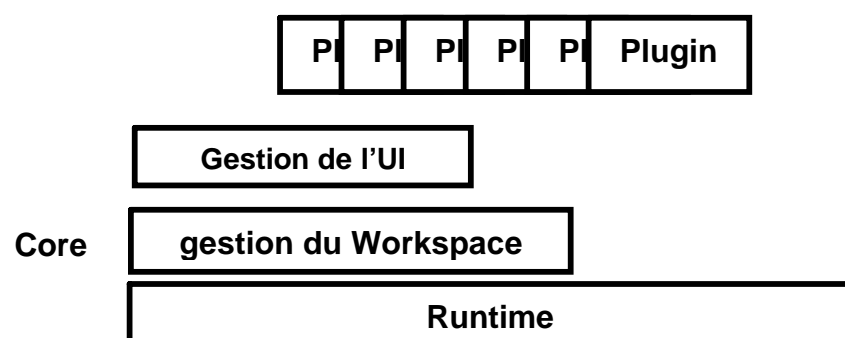 Pl Pl Pl Pl Pl Plugin
Gestion de l'UI
Core gestion du Workspace
Runtime